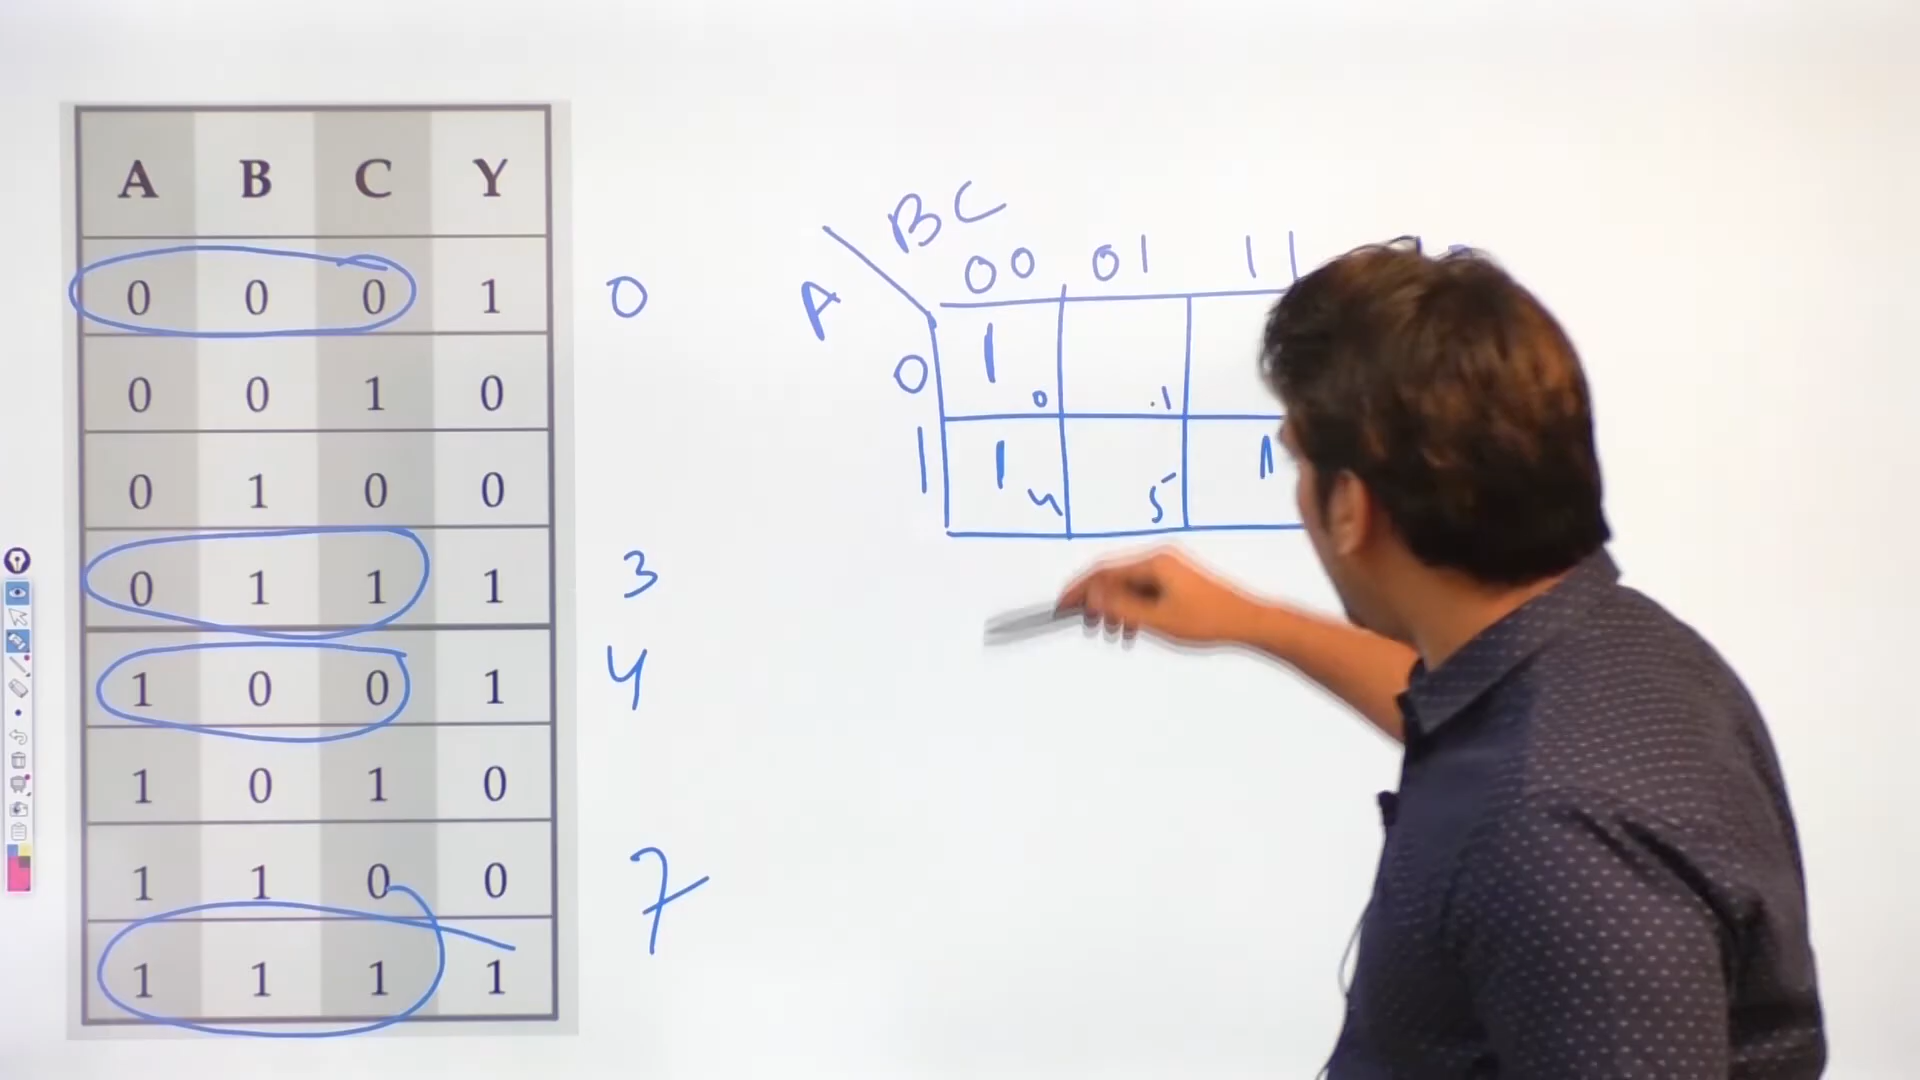 A B C Y
0 0 0 1 0
0 0 1 0
0 1 0 0
0 1 1 1 3
1 0 0 1 4
1 0 1 0
1 1 0 0 7
1 1 1 1
BC
A
00 01 11
0 1 0 1
1 1 4 5 1